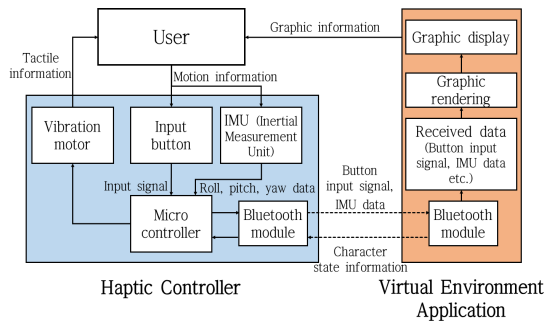 Graphic information
User
Graphic display
Tactile
information
Motion information
Graphic
rendering
Vibration
motor
Input
button
IMU (Inertial
Measurement
Unit)
Received data
(Button input
signal, IMU data
etc.)
Input signal
Roll, pitch, yaw data
Button
input signal,
IMU data
Micro
controller
Bluetooth
module
Bluetooth
module
Character
state information
Haptic Controller
Virtual Environment
Application